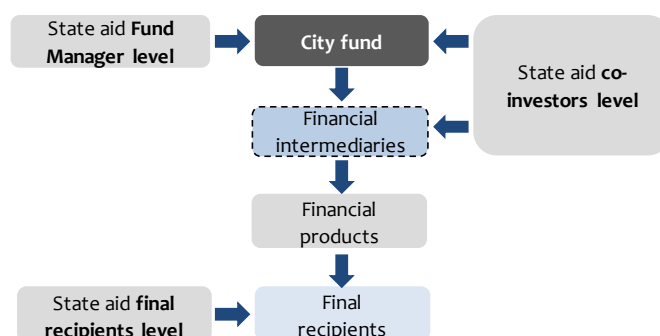 State aid Fund
Manager level
City fund
State aid co-
investors level
Financial
intermediaries
Financial
products
State aid final
recipients level
Final
recipients